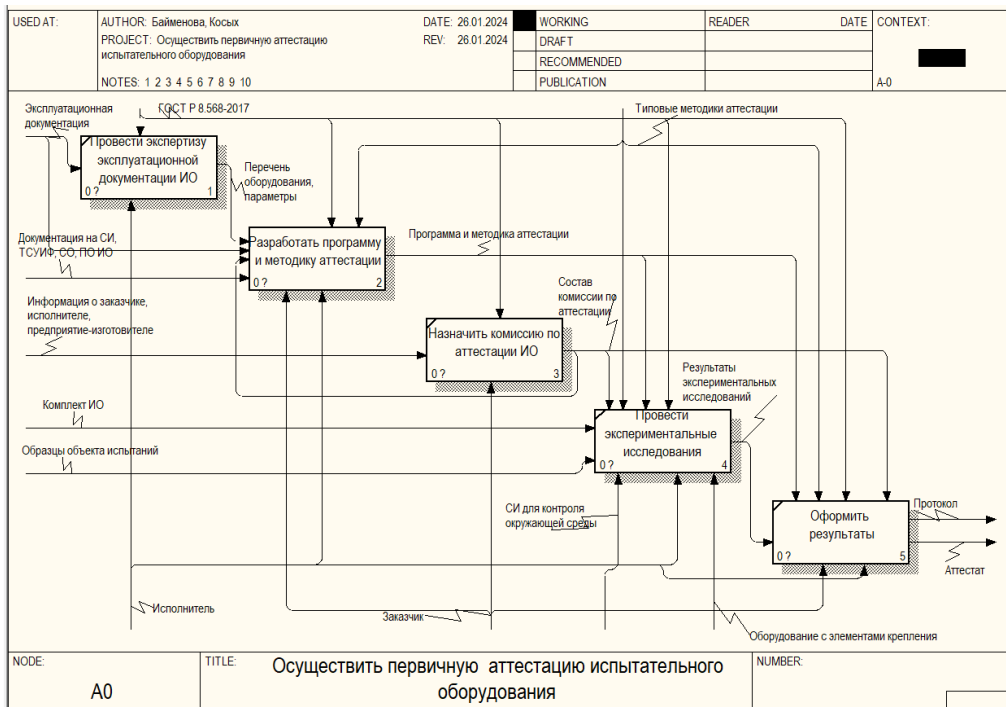 USED AT:
AUTHOR: Байменова, Косых
DATE: 26.01.2024
PROJECT: Осуществить первичную аттестацию
испытательного оборудования
REV: 26.01.2024
NOTES: 1 2 3 4 5 6 7 8 9 10
WORKING
DRAFT
RECOMMENDED
PUBLICATION
READER
DATE
CONTEXT:
A-0
Эксплуатационная
документация
ГОСТ Р 8.568-2017
Типовые методики аттестации
Провести экспертизу
эксплуатационной
документации ИО
0 ?
1
Перечень
оборудования,
параметры
Документация на СИ,
ТСУИФ, СО, ПО ИО
Разработать программу
и методику аттестации
0 ?
2
Программа и методика аттестации
Информация о заказчике,
исполнителе,
предприятие-изготовителе
Состав
комиссии по
аттестации
Назначить комиссию по
аттестации ИО
0 ?
3
Результаты
экспериментальных
исследований
Комплект ИО
Образцы объекта испытаний
Провести
экспериментальные
исследования
0 ?
4
СИ для контроля
окружающей среды
Оформить
результаты
0 ?
5
Протокол
Аттестат
Исполнитель
Заказчик
Оборудование с элементами крепления
NODE:
A0
TITLE:
Осуществить первичную аттестацию испытательного
оборудования
NUMBER: